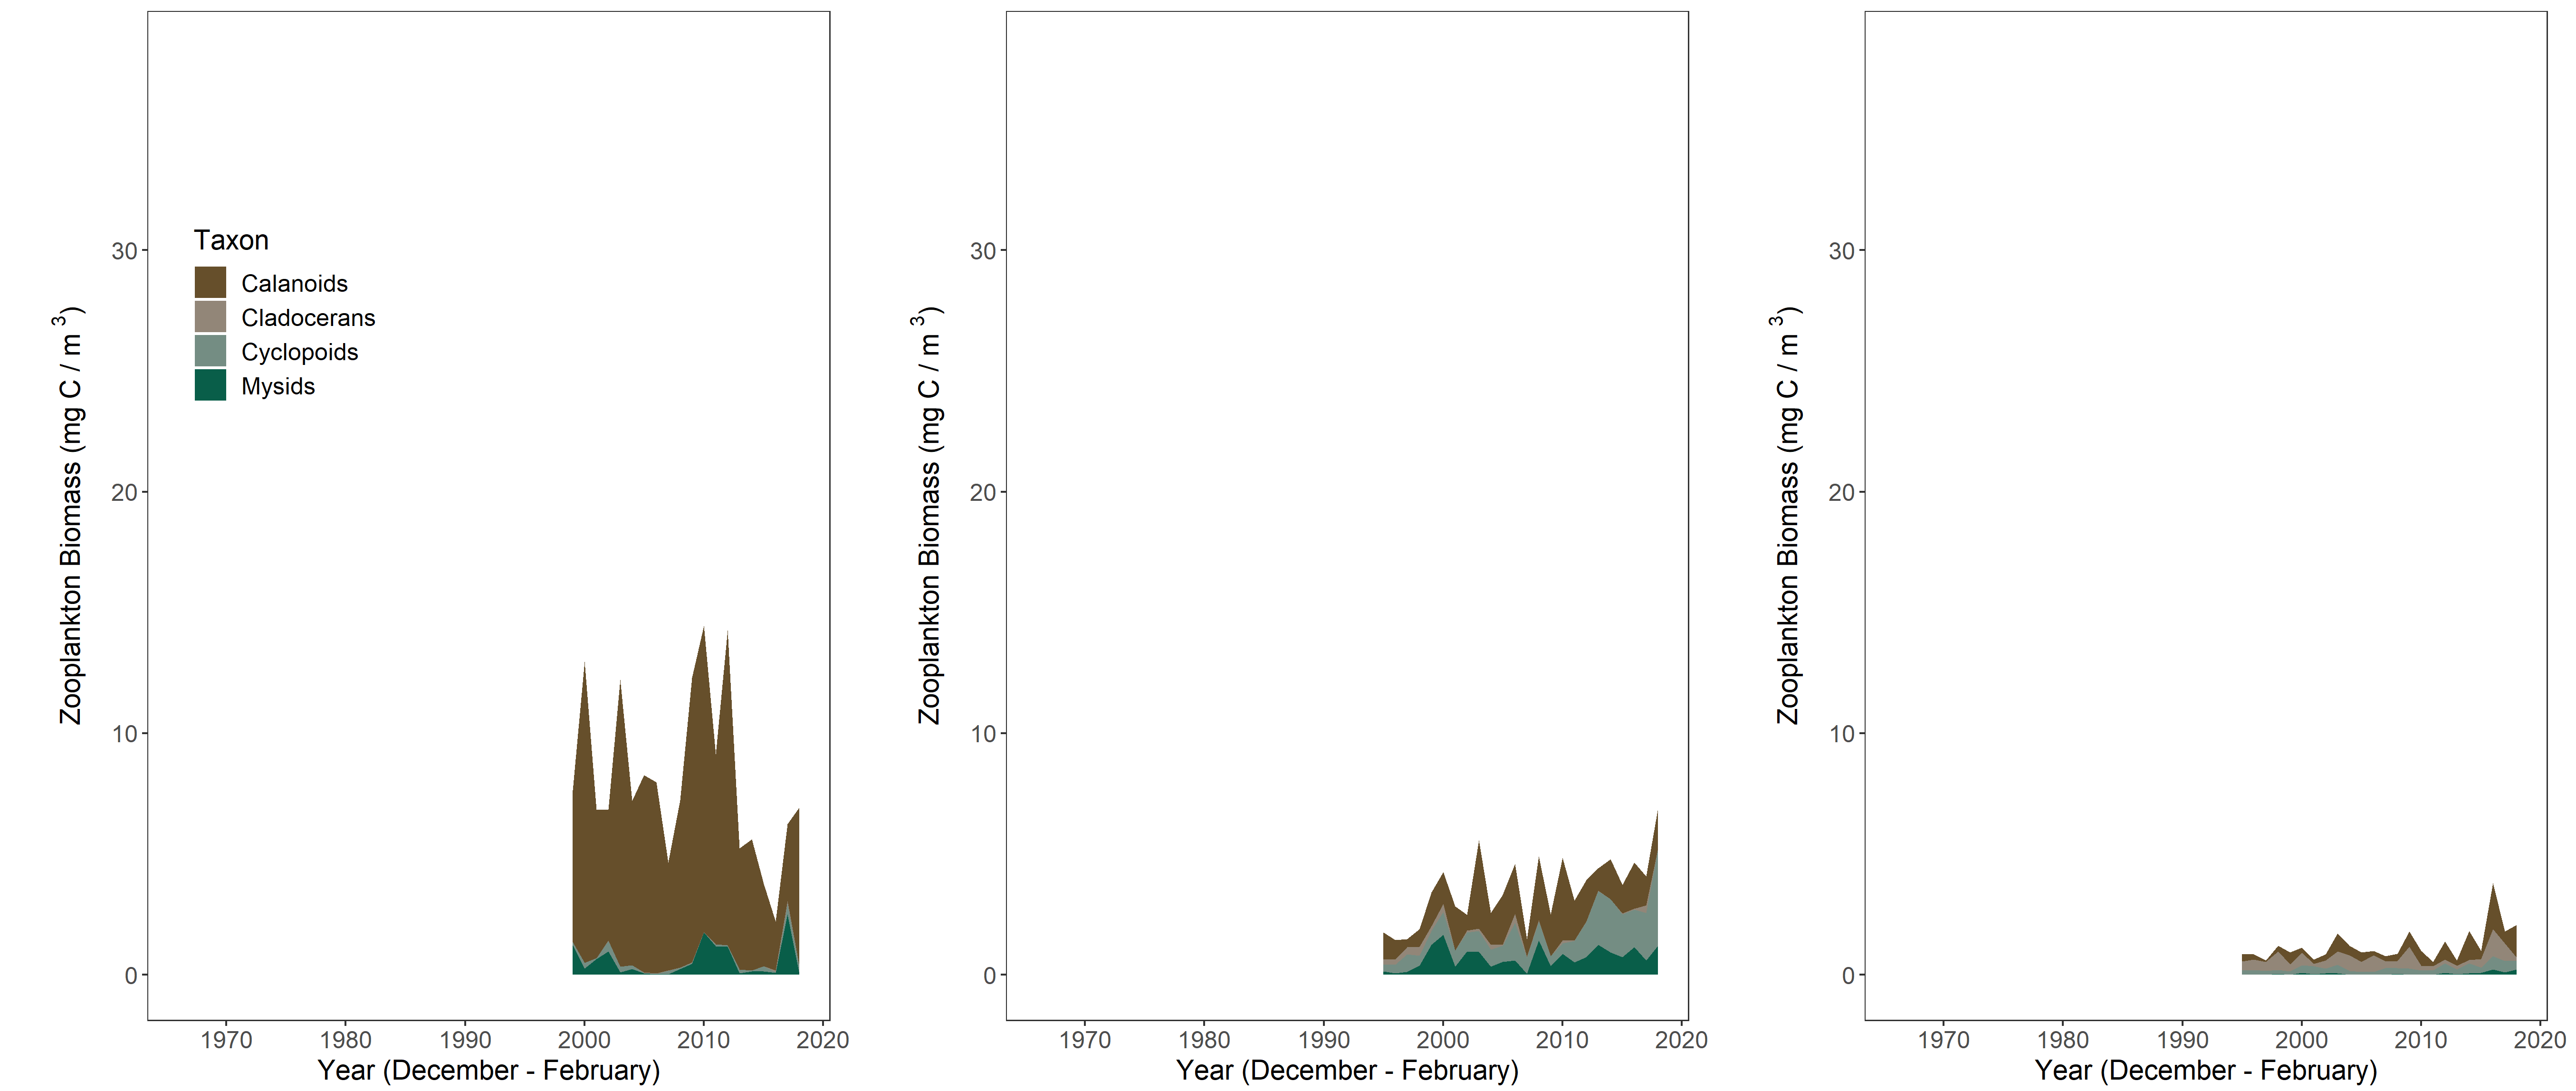 Zooplankton Biomass (mg C / m 3)
30
20
10
0
Taxon
Calanoids
Cladocerans
Cyclopoids
Mysids
1970 1980 1990 2000 2010 2020
Year (December - February)
Zooplankton Biomass (mg C / m 3)
30
20
10
0
1970 1980 1990 2000 2010 2020
Year (December - February)
Zooplankton Biomass (mg C / m 3)
30
20
10
0
1970 1980 1990 2000 2010 2020
Year (December - February)